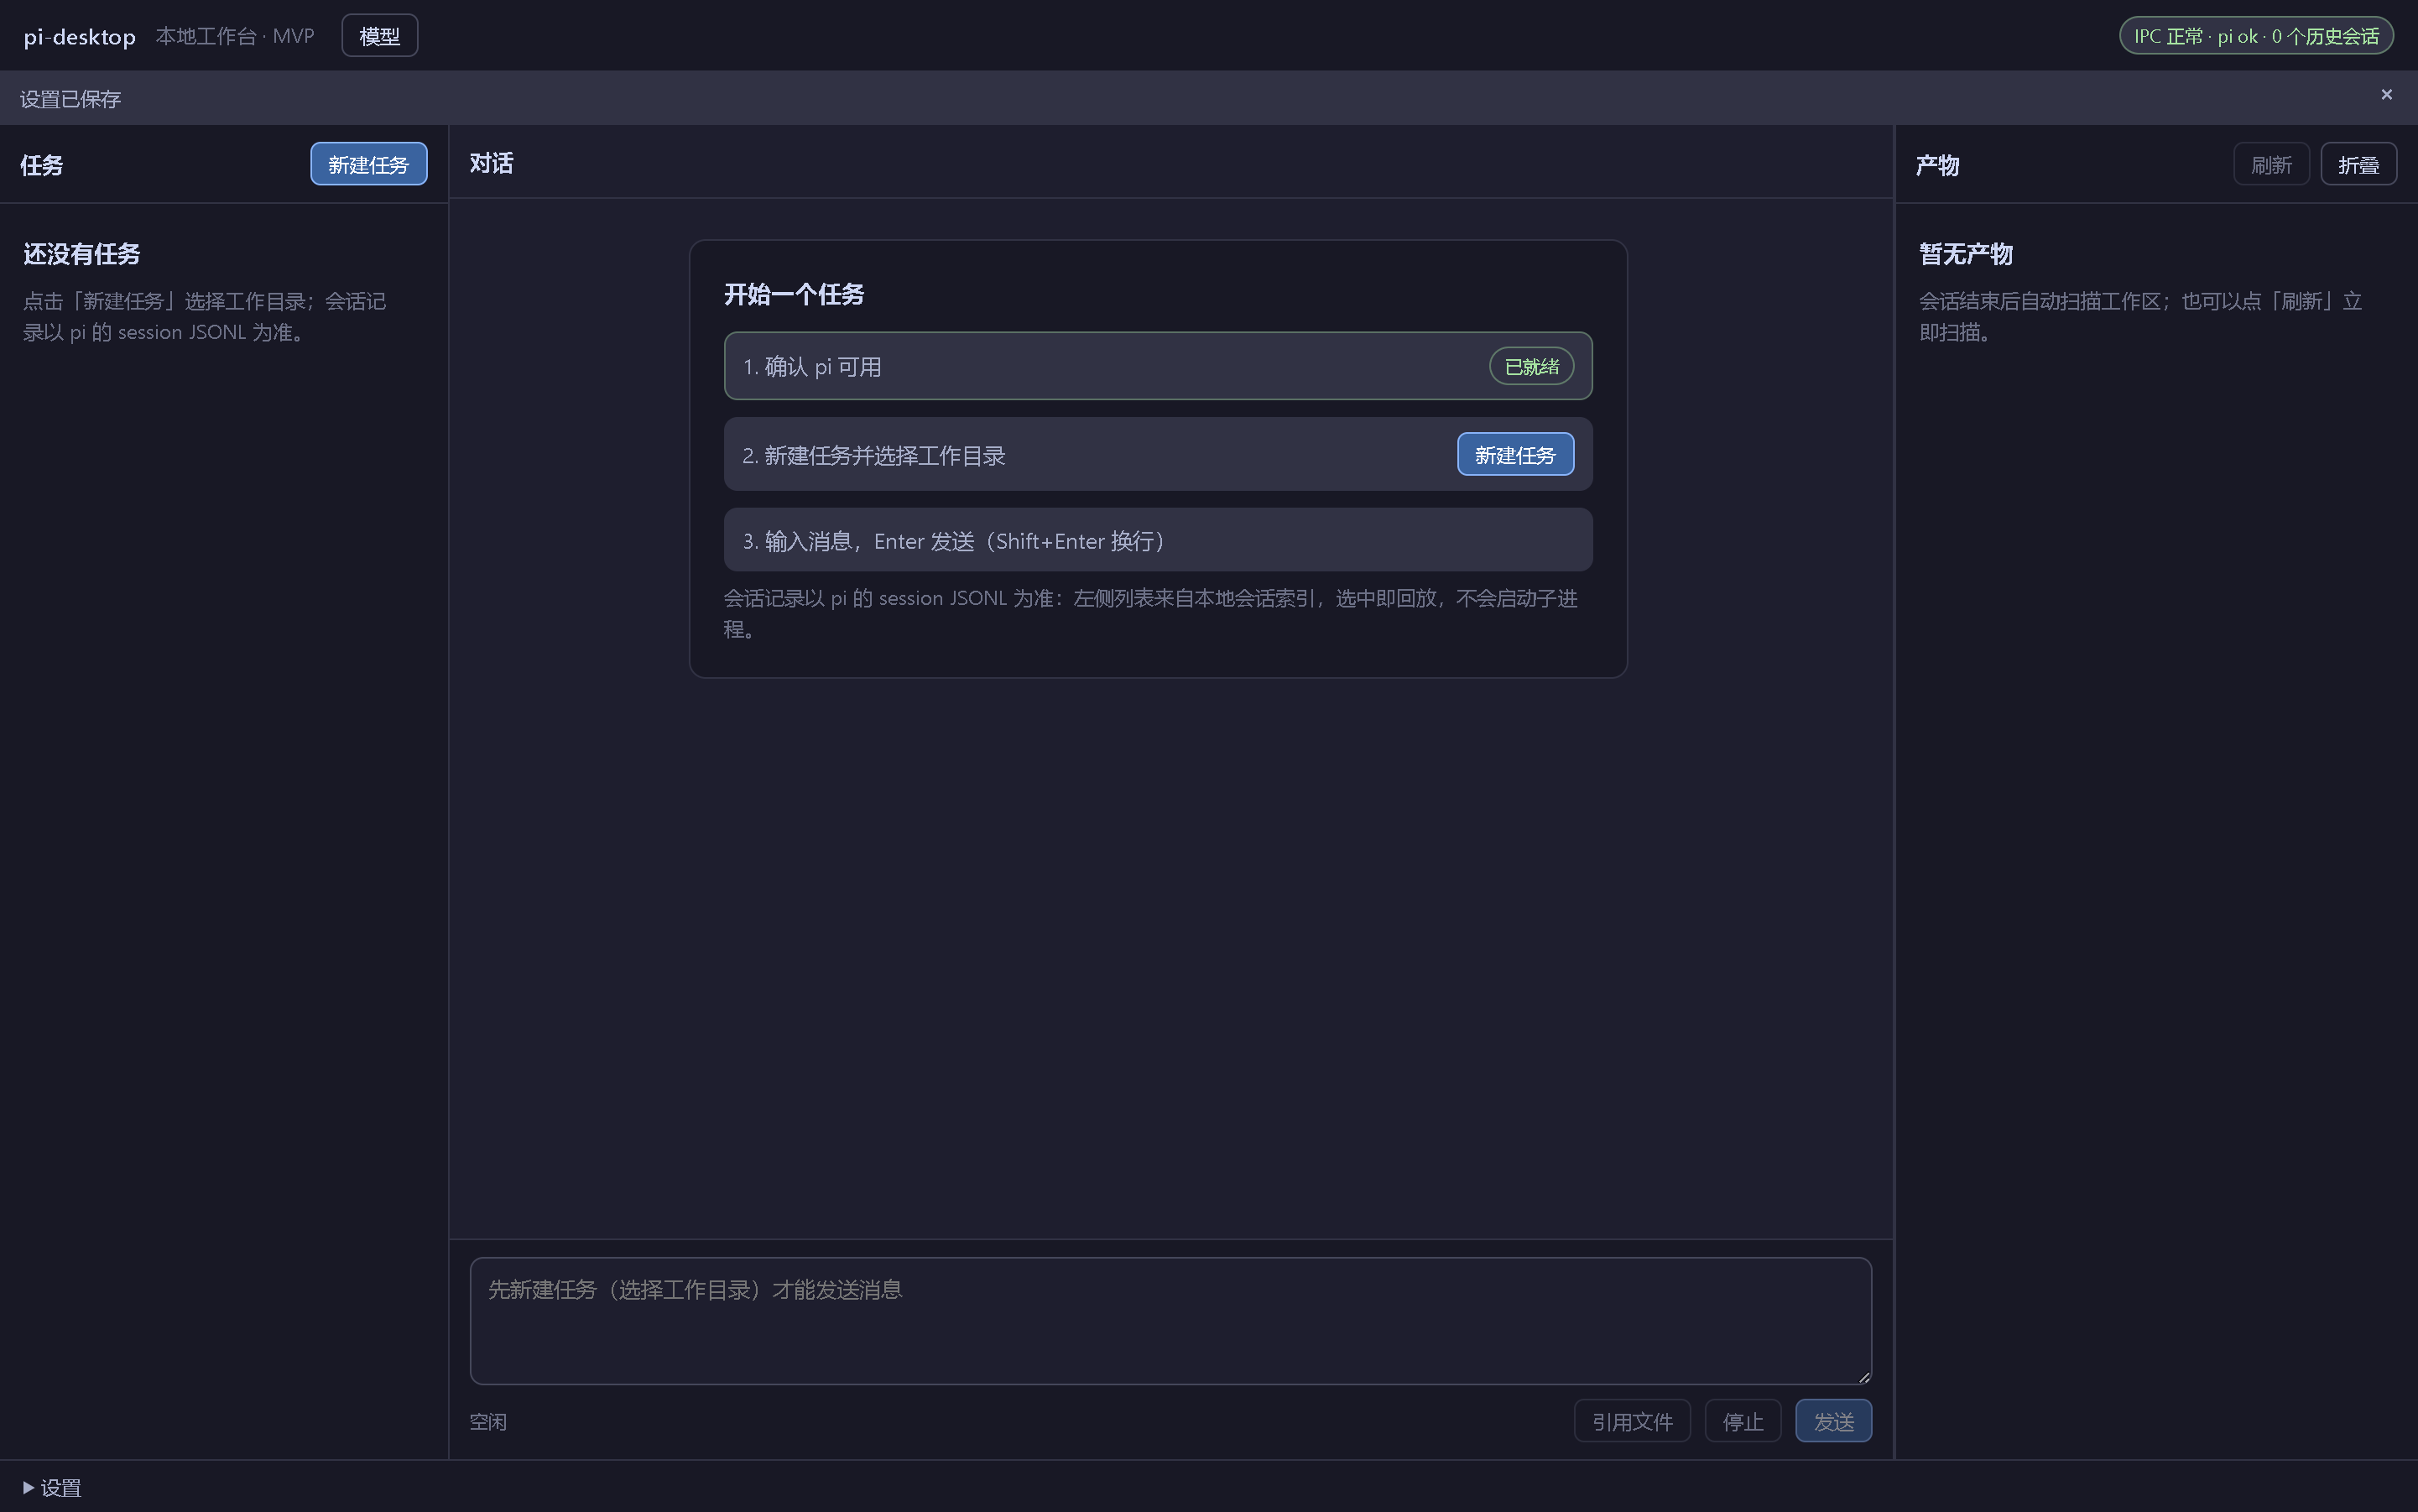 pi-desktop 本地工作台 · MVP 模型
IPC 正常 · pi ok · 0 个历史会话
设置已保存
×
任务
新建任务
还没有任务
点击「新建任务」选择工作目录；会话记
录以 pi 的 session JSONL 为准。
对话
开始一个任务
1. 确认 pi 可用
已就绪
2. 新建任务并选择工作目录
新建任务
3. 输入消息，Enter 发送（Shift+Enter 换行）
会话记录以 pi 的 session JSONL 为准：左侧列表来自本地会话索引，选中即回放，不会启动子进
程。
先新建任务（选择工作目录）才能发送消息
空闲
引用文件
停止
发送
产物
刷新
折叠
暂无产物
会话结束后自动扫描工作区；也可以点「刷新」立
即扫描。
设置